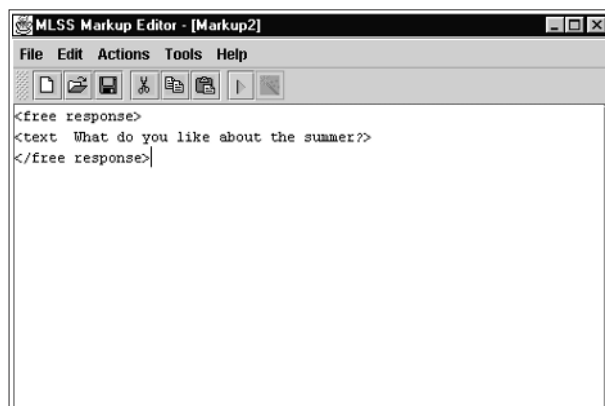 MLSS Markup Editor - [Markup2]
File Edit Actions Tools Help
<free response>
<text  What do you like about the summer?>
</free response>